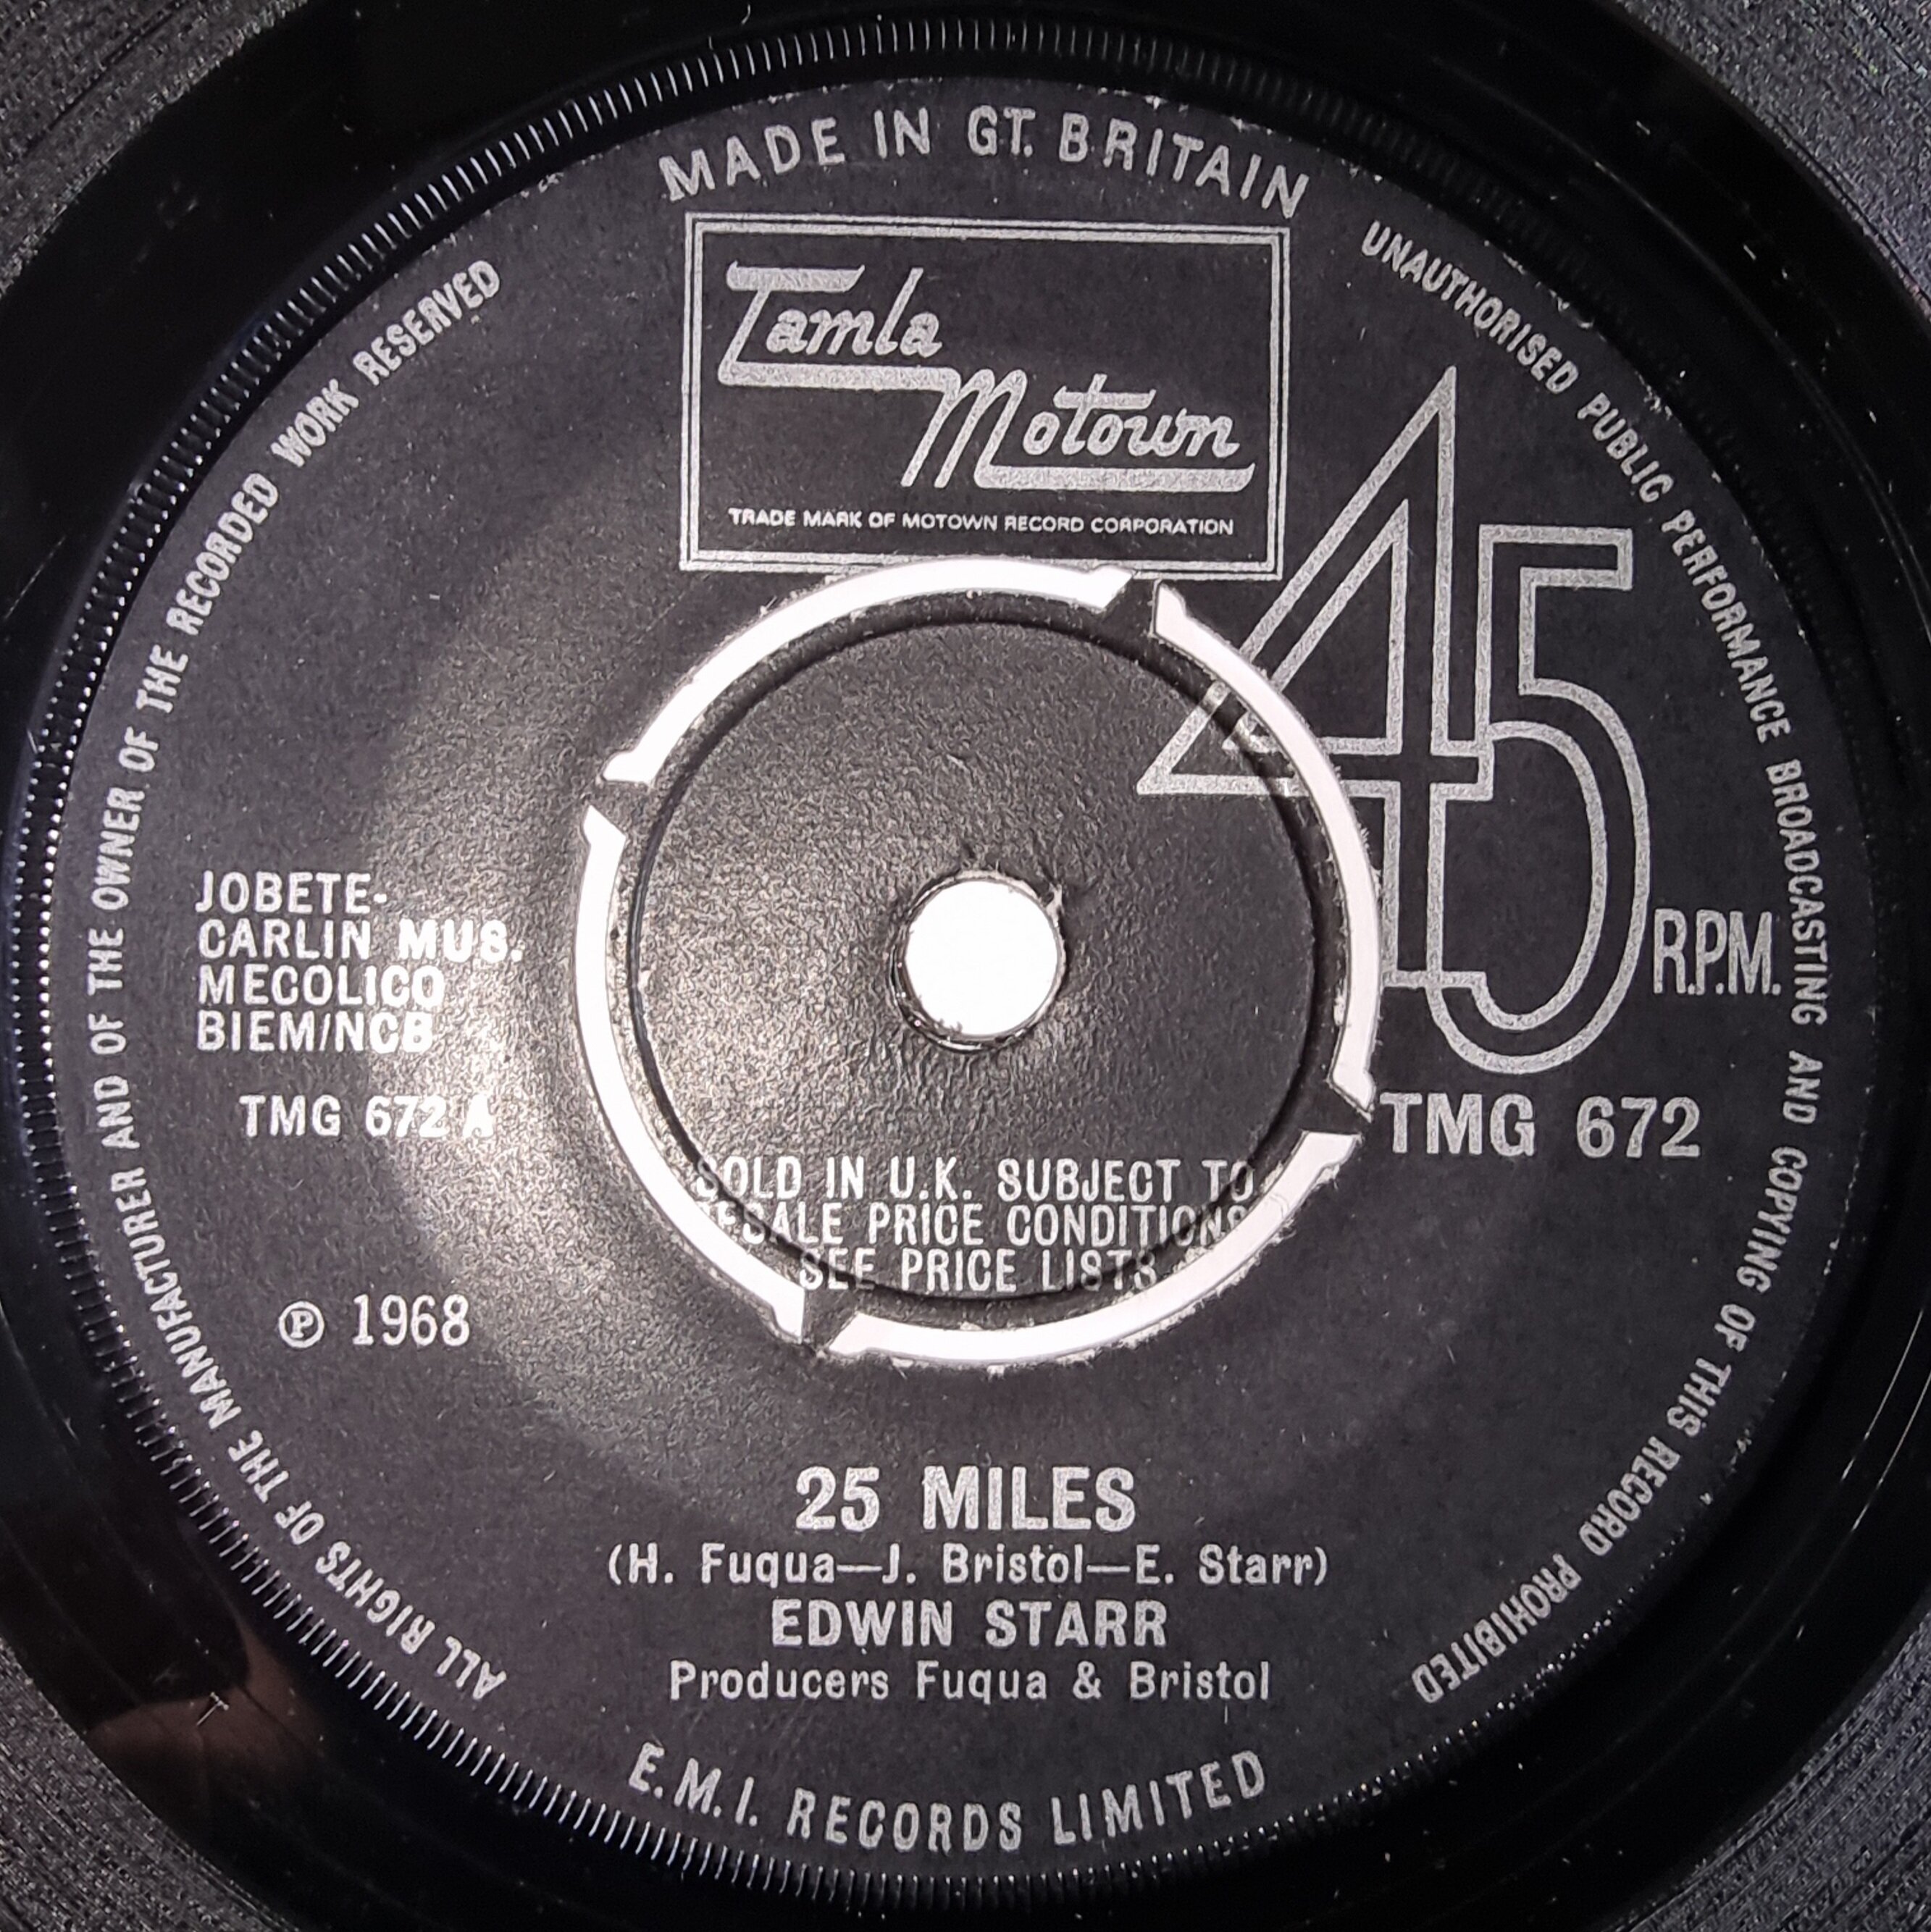 MADE IN GT. BRITAIN
Tamla
Motown
TRADE MARK OF MOTOWN RECORD CORPORATION
UNAUTHORISED PUBLIC PERFORMANCE BROADCASTING AND COPYING OF THIS RECORD PROHIBITED
ALL RIGHTS OF THE MANUFACTURER AND OF THE OWNER OF THE RECORDED WORK RESERVED
45
R.P.M.
JOBETE-
CARLIN MUS.
MECOLICO
BIEM/NCB
TMG 672 A
TMG 672
SOLD IN U.K. SUBJECT TO
RESALE PRICE CONDITIONS
SEE PRICE LISTS
℗ 1968
25 MILES
(H. Fuqua—J. Bristol—E. Starr)
EDWIN STARR
Producers Fuqua & Bristol
E.M.I. RECORDS LIMITED